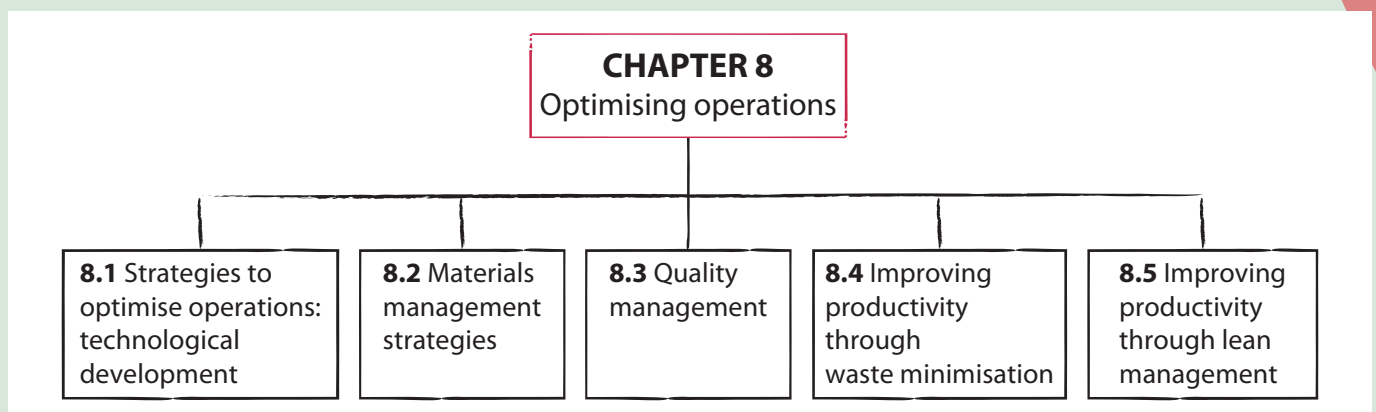 CHAPTER 8
Optimising operations
8.1 Strategies to
optimise operations:
technological
development
8.2 Materials
management
strategies
8.3 Quality
management
8.4 Improving
productivity
through
waste minimisation
8.5 Improving
productivity
through lean
management